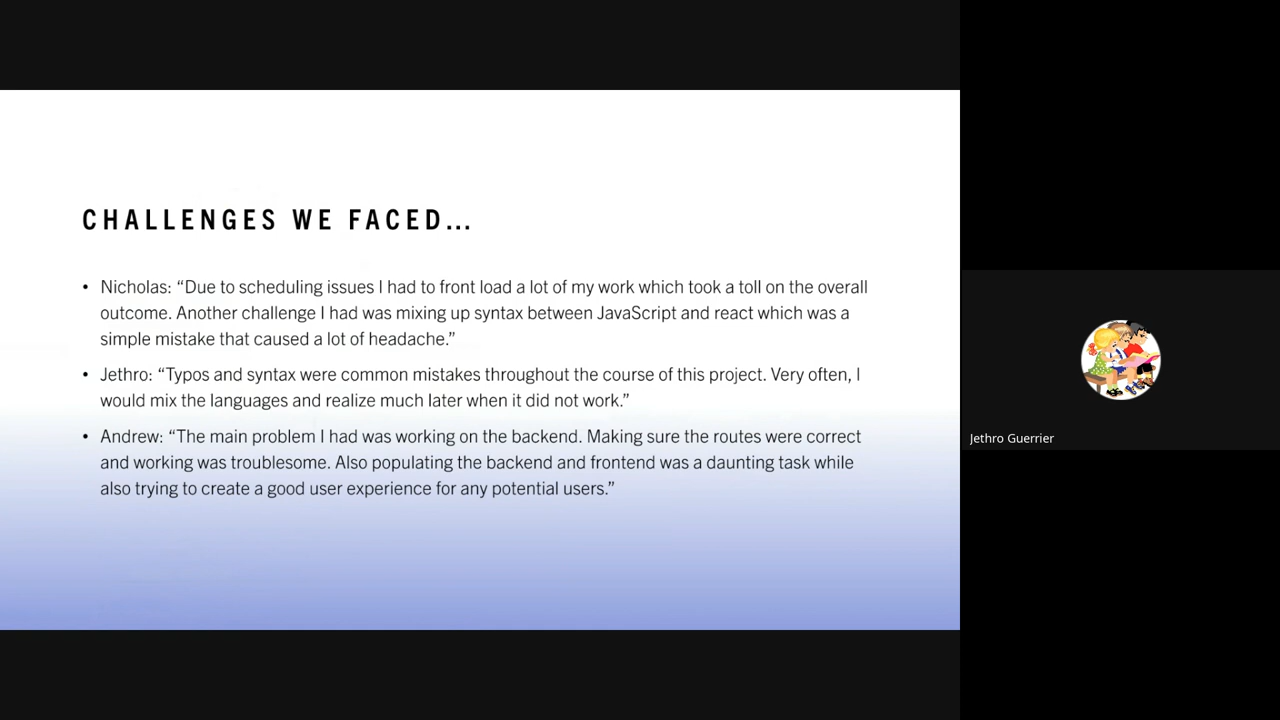 CHALLENGES WE FACED...
• Nicholas: “Due to scheduling issues I had to front load a lot of my work which took a toll on the overall
outcome. Another challenge I had was mixing up syntax between JavaScript and react which was a
simple mistake that caused a lot of headache.”
• Jethro: “Typos and syntax were common mistakes throughout the course of this project. Very often, I
would mix the languages and realize much later when it did not work.”
• Andrew: “The main problem I had was working on the backend. Making sure the routes were correct
and working was troublesome. Also populating the backend and frontend was a daunting task while
also trying to create a good user experience for any potential users.”
Jethro Guerrier